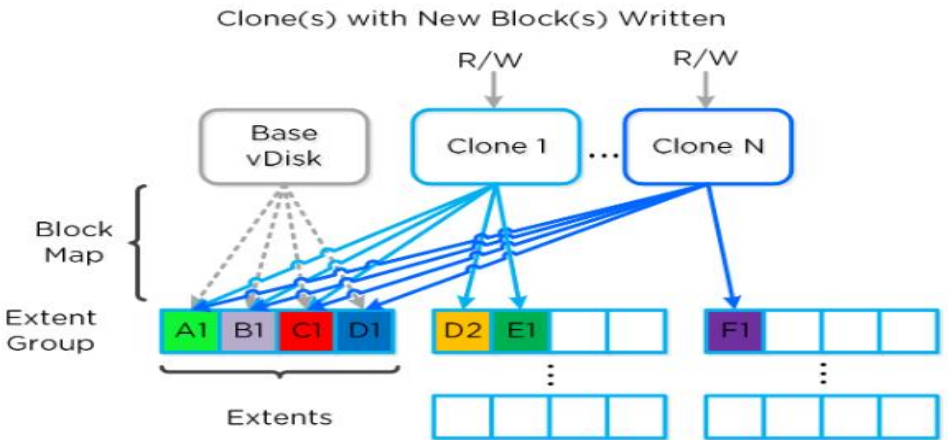 Clone(s) with New Block(s) Written
R/W
R/W
Base
vDisk
Clone 1
...
Clone N
Block
Map
Extent
Group
A1
B1
C1
D1
D2
E1
F1
Extents